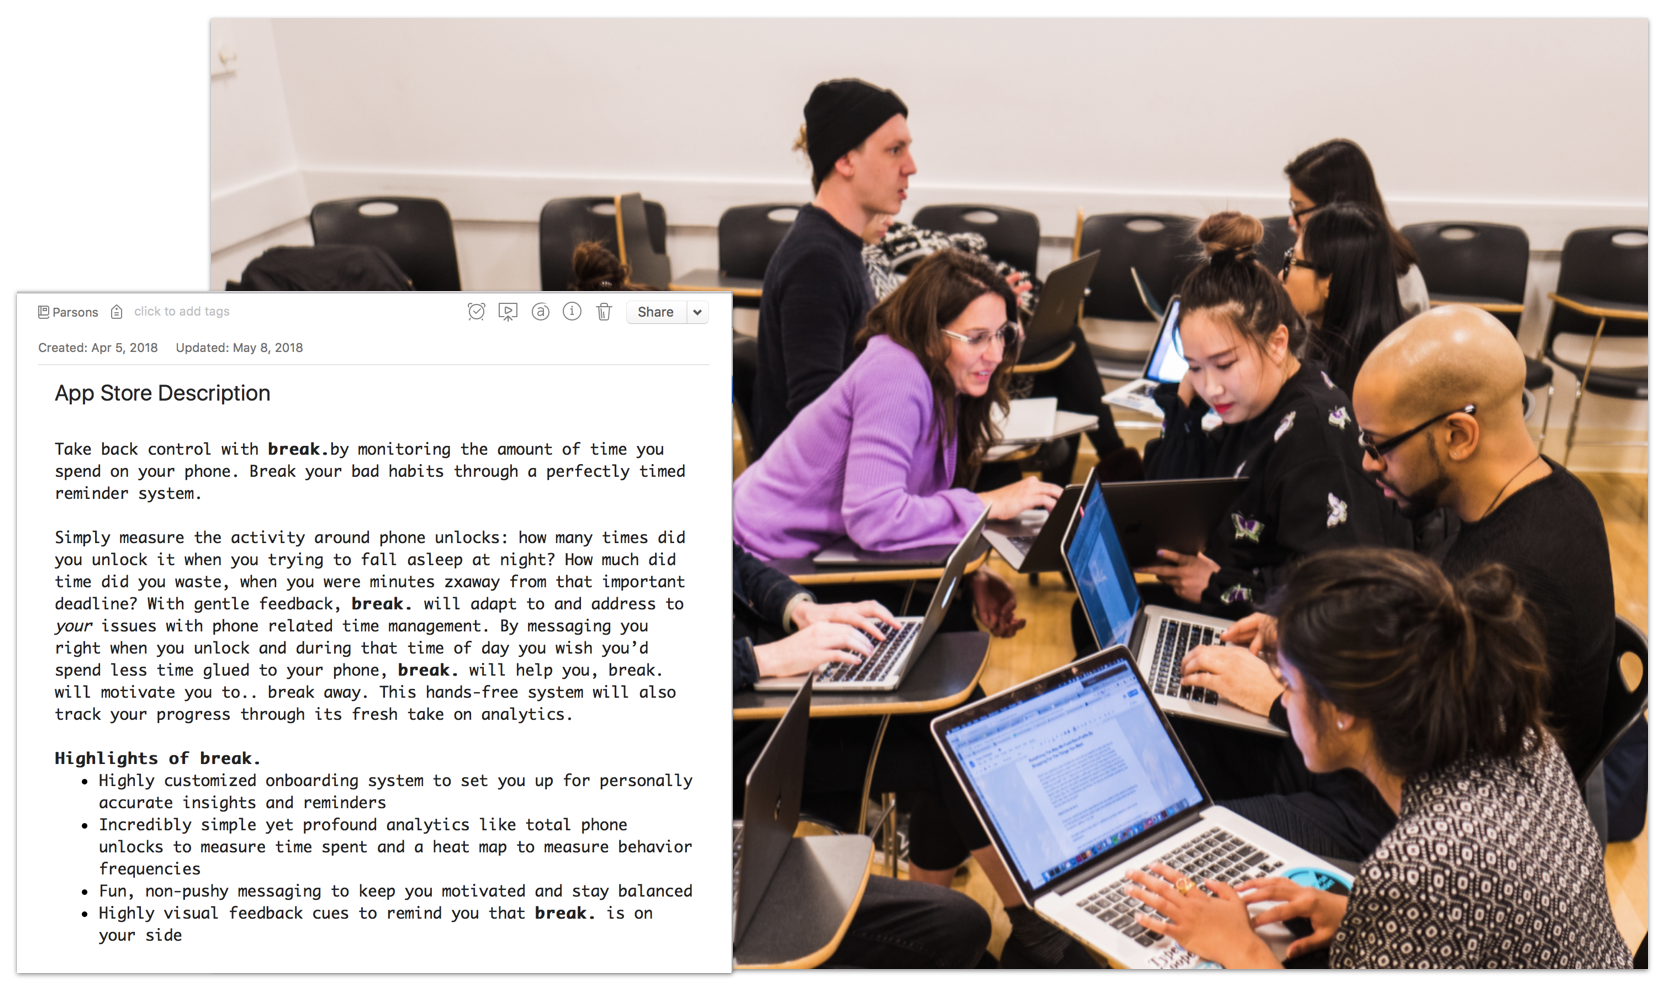 Parsons click to add tags
Share
Created: Apr 5, 2018 Updated: May 8, 2018
App Store Description
Take back control with break.by monitoring the amount of time you
spend on your phone. Break your bad habits through a perfectly timed
reminder system.
Simply measure the activity around phone unlocks: how many times did
you unlock it when you trying to fall asleep at night? How much did
time did you waste, when you were minutes zxaway from that important
deadline? With gentle feedback, break. will adapt to and address to
your issues with phone related time management. By messaging you
right when you unlock and during that time of day you wish you’d
spend less time glued to your phone, break. will help you, break.
will motivate you to.. break away. This hands-free system will also
track your progress through its fresh take on analytics.
Highlights of break.
• Highly customized onboarding system to set you up for personally
accurate insights and reminders
• Incredibly simple yet profound analytics like total phone
unlocks to measure time spent and a heat map to measure behavior
frequencies
• Fun, non-pushy messaging to keep you motivated and stay balanced
• Highly visual feedback cues to remind you that break. is on
your side